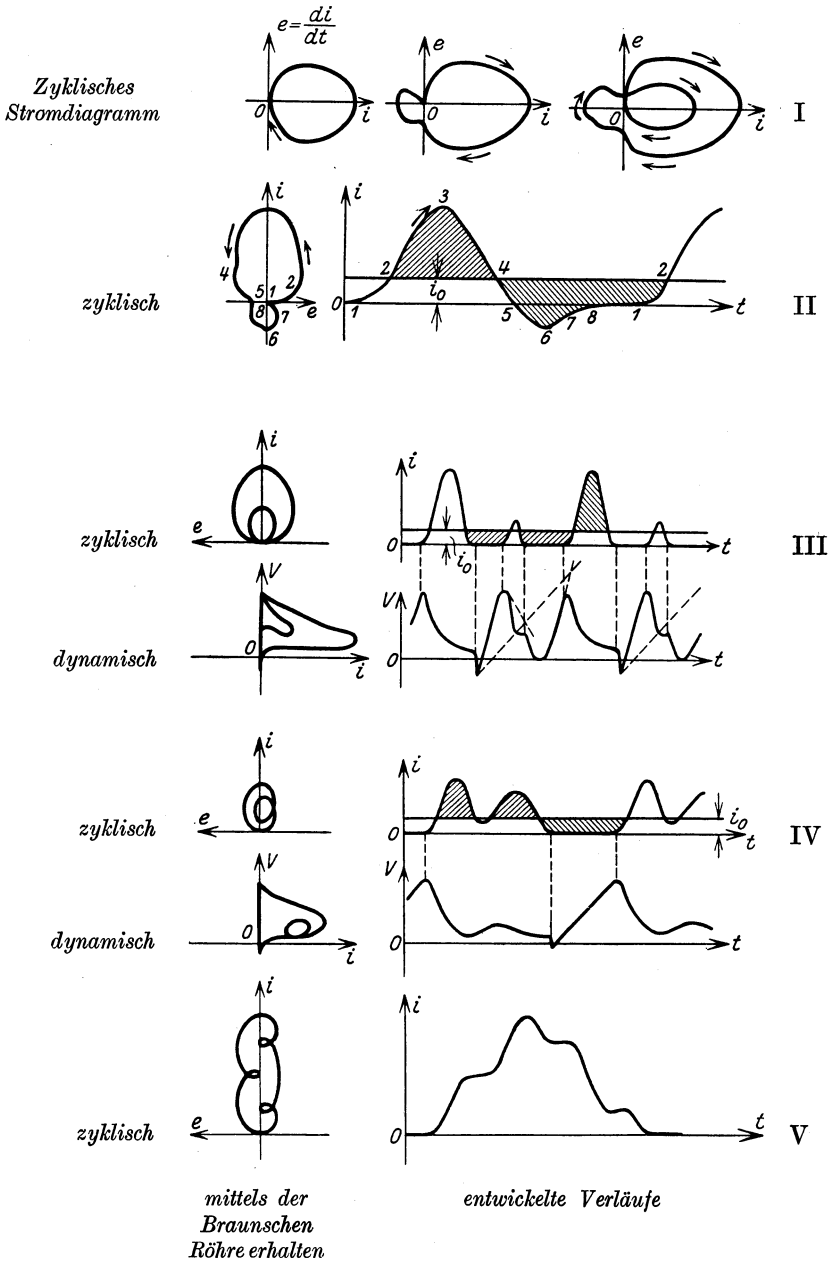 e = di/dt
e
e
Zyklisches
Stromdiagramm
0
i
0
i
0
i
I
i
i
3
4
2
2
4
2
5
1
i₀
zyklisch
8
7
e
0
1
5
7
8
1
t
II
6
6
i
i
e
zyklisch
0
i₀
t
III
V
V
V
0
dynamisch
i
0
t
i
i
e
zyklisch
0
i₀
t
IV
V
V
0
dynamisch
i
0
t
i
i
e
zyklisch
0
t
V
mittels der
Braunschen
Röhre erhalten
entwickelte Verläufe